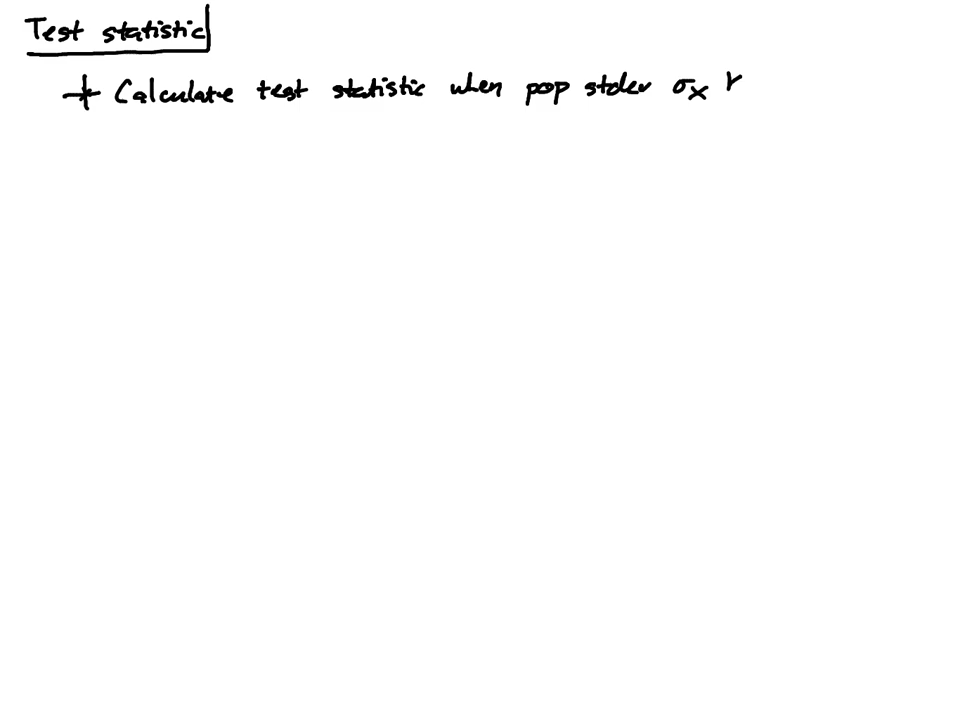 Test statistic
* Calculate test statistic when pop stdev σx